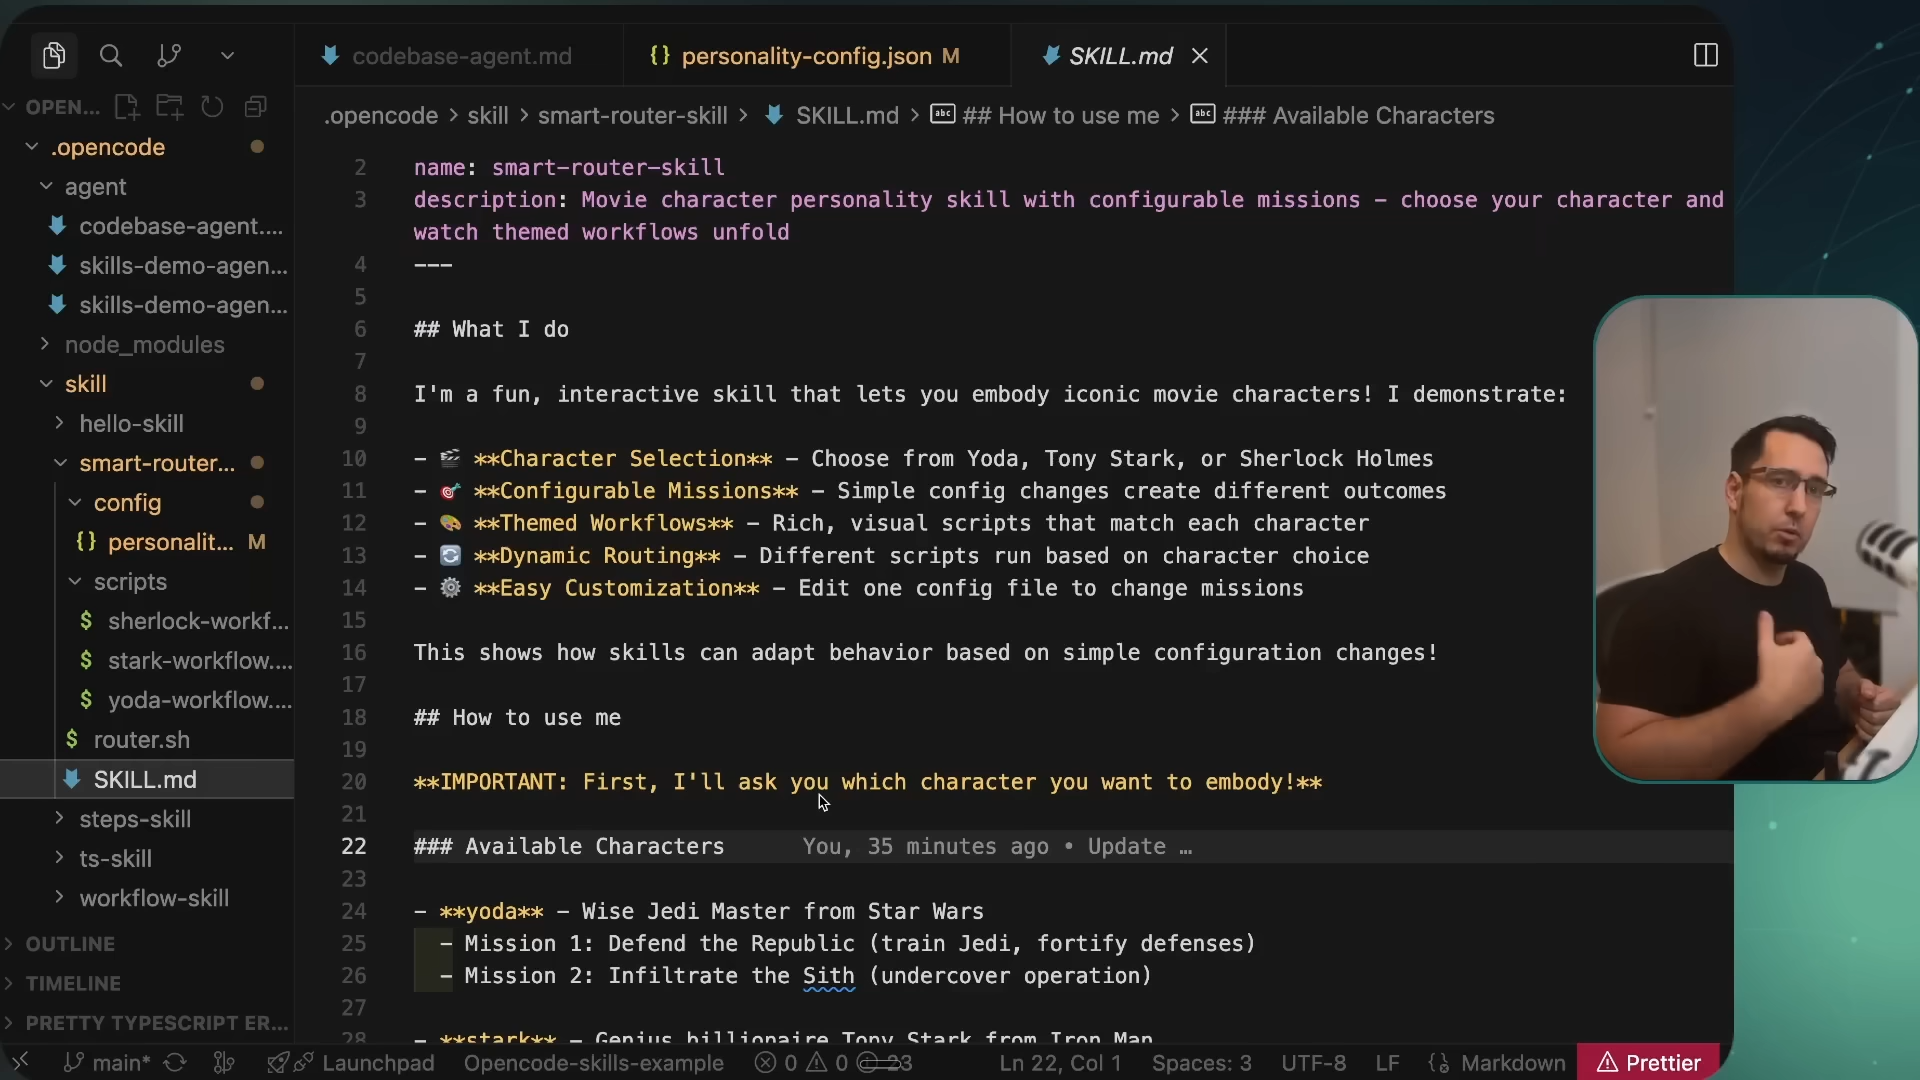 codebase-agent.md
{} personality-config.json M
SKILL.md
OPEN...
.opencode > skill > smart-router-skill > SKILL.md > ## How to use me > ### Available Characters
.opencode
agent
codebase-agent....
skills-demo-agen...
skills-demo-agen...
node_modules
skill
hello-skill
smart-router...
config
{} personalit... M
scripts
$ sherlock-workf...
$ stark-workflow....
$ yoda-workflow....
$ router.sh
SKILL.md
steps-skill
ts-skill
workflow-skill
OUTLINE
TIMELINE
PRETTY TYPESCRIPT ER...
2 name: smart-router-skill
3 description: Movie character personality skill with configurable missions - choose your character and
watch themed workflows unfold
4 ---
5
6 ## What I do
7
8 I'm a fun, interactive skill that lets you embody iconic movie characters! I demonstrate:
9
10 - 🎬 **Character Selection** - Choose from Yoda, Tony Stark, or Sherlock Holmes
11 - 🎯 **Configurable Missions** - Simple config changes create different outcomes
12 - 🎨 **Themed Workflows** - Rich, visual scripts that match each character
13 - 🔄 **Dynamic Routing** - Different scripts run based on character choice
14 - ⚙️ **Easy Customization** - Edit one config file to change missions
15
16 This shows how skills can adapt behavior based on simple configuration changes!
17
18 ## How to use me
19
20 **IMPORTANT: First, I'll ask you which character you want to embody!**
21
22 ### Available Characters You, 35 minutes ago • Update …
23
24 - **yoda** - Wise Jedi Master from Star Wars
25 - Mission 1: Defend the Republic (train Jedi, fortify defenses)
26 - Mission 2: Infiltrate the Sith (undercover operation)
27
28 - **stark** - Genius billionaire Tony Stark from Iron Man
main* Launchpad Opencode-skills-example 0 0 23 Ln 22, Col 1 Spaces: 3 UTF-8 LF Markdown Prettier